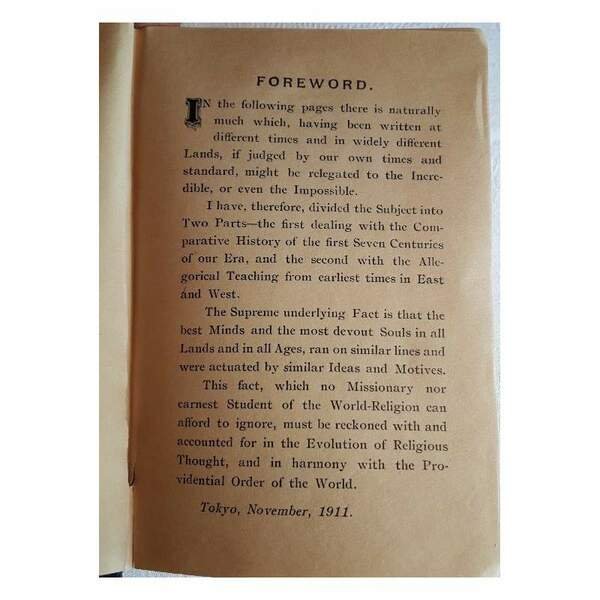 FOREWORD.
IN the following pages there is naturally
much which, having been written at
different times and in widely different
Lands, if judged by our own times and
standard, might be relegated to the Incre-
dible, or even the Impossible.
I have, therefore, divided the Subject into
Two Parts—the first dealing with the Com-
parative History of the first Seven Centuries
of our Era, and the second with the Alle-
gorical Teaching from earliest times in East
and West.
The Supreme underlying Fact is that the
best Minds and the most devout Souls in all
Lands and in all Ages, ran on similar lines and
were actuated by similar Ideas and Motives.
This fact, which no Missionary nor
earnest Student of the World-Religion can
afford to ignore, must be reckoned with and
accounted for in the Evolution of Religious
Thought, and in harmony with the Pro-
vidential Order of the World.
Tokyo, November, 1911.